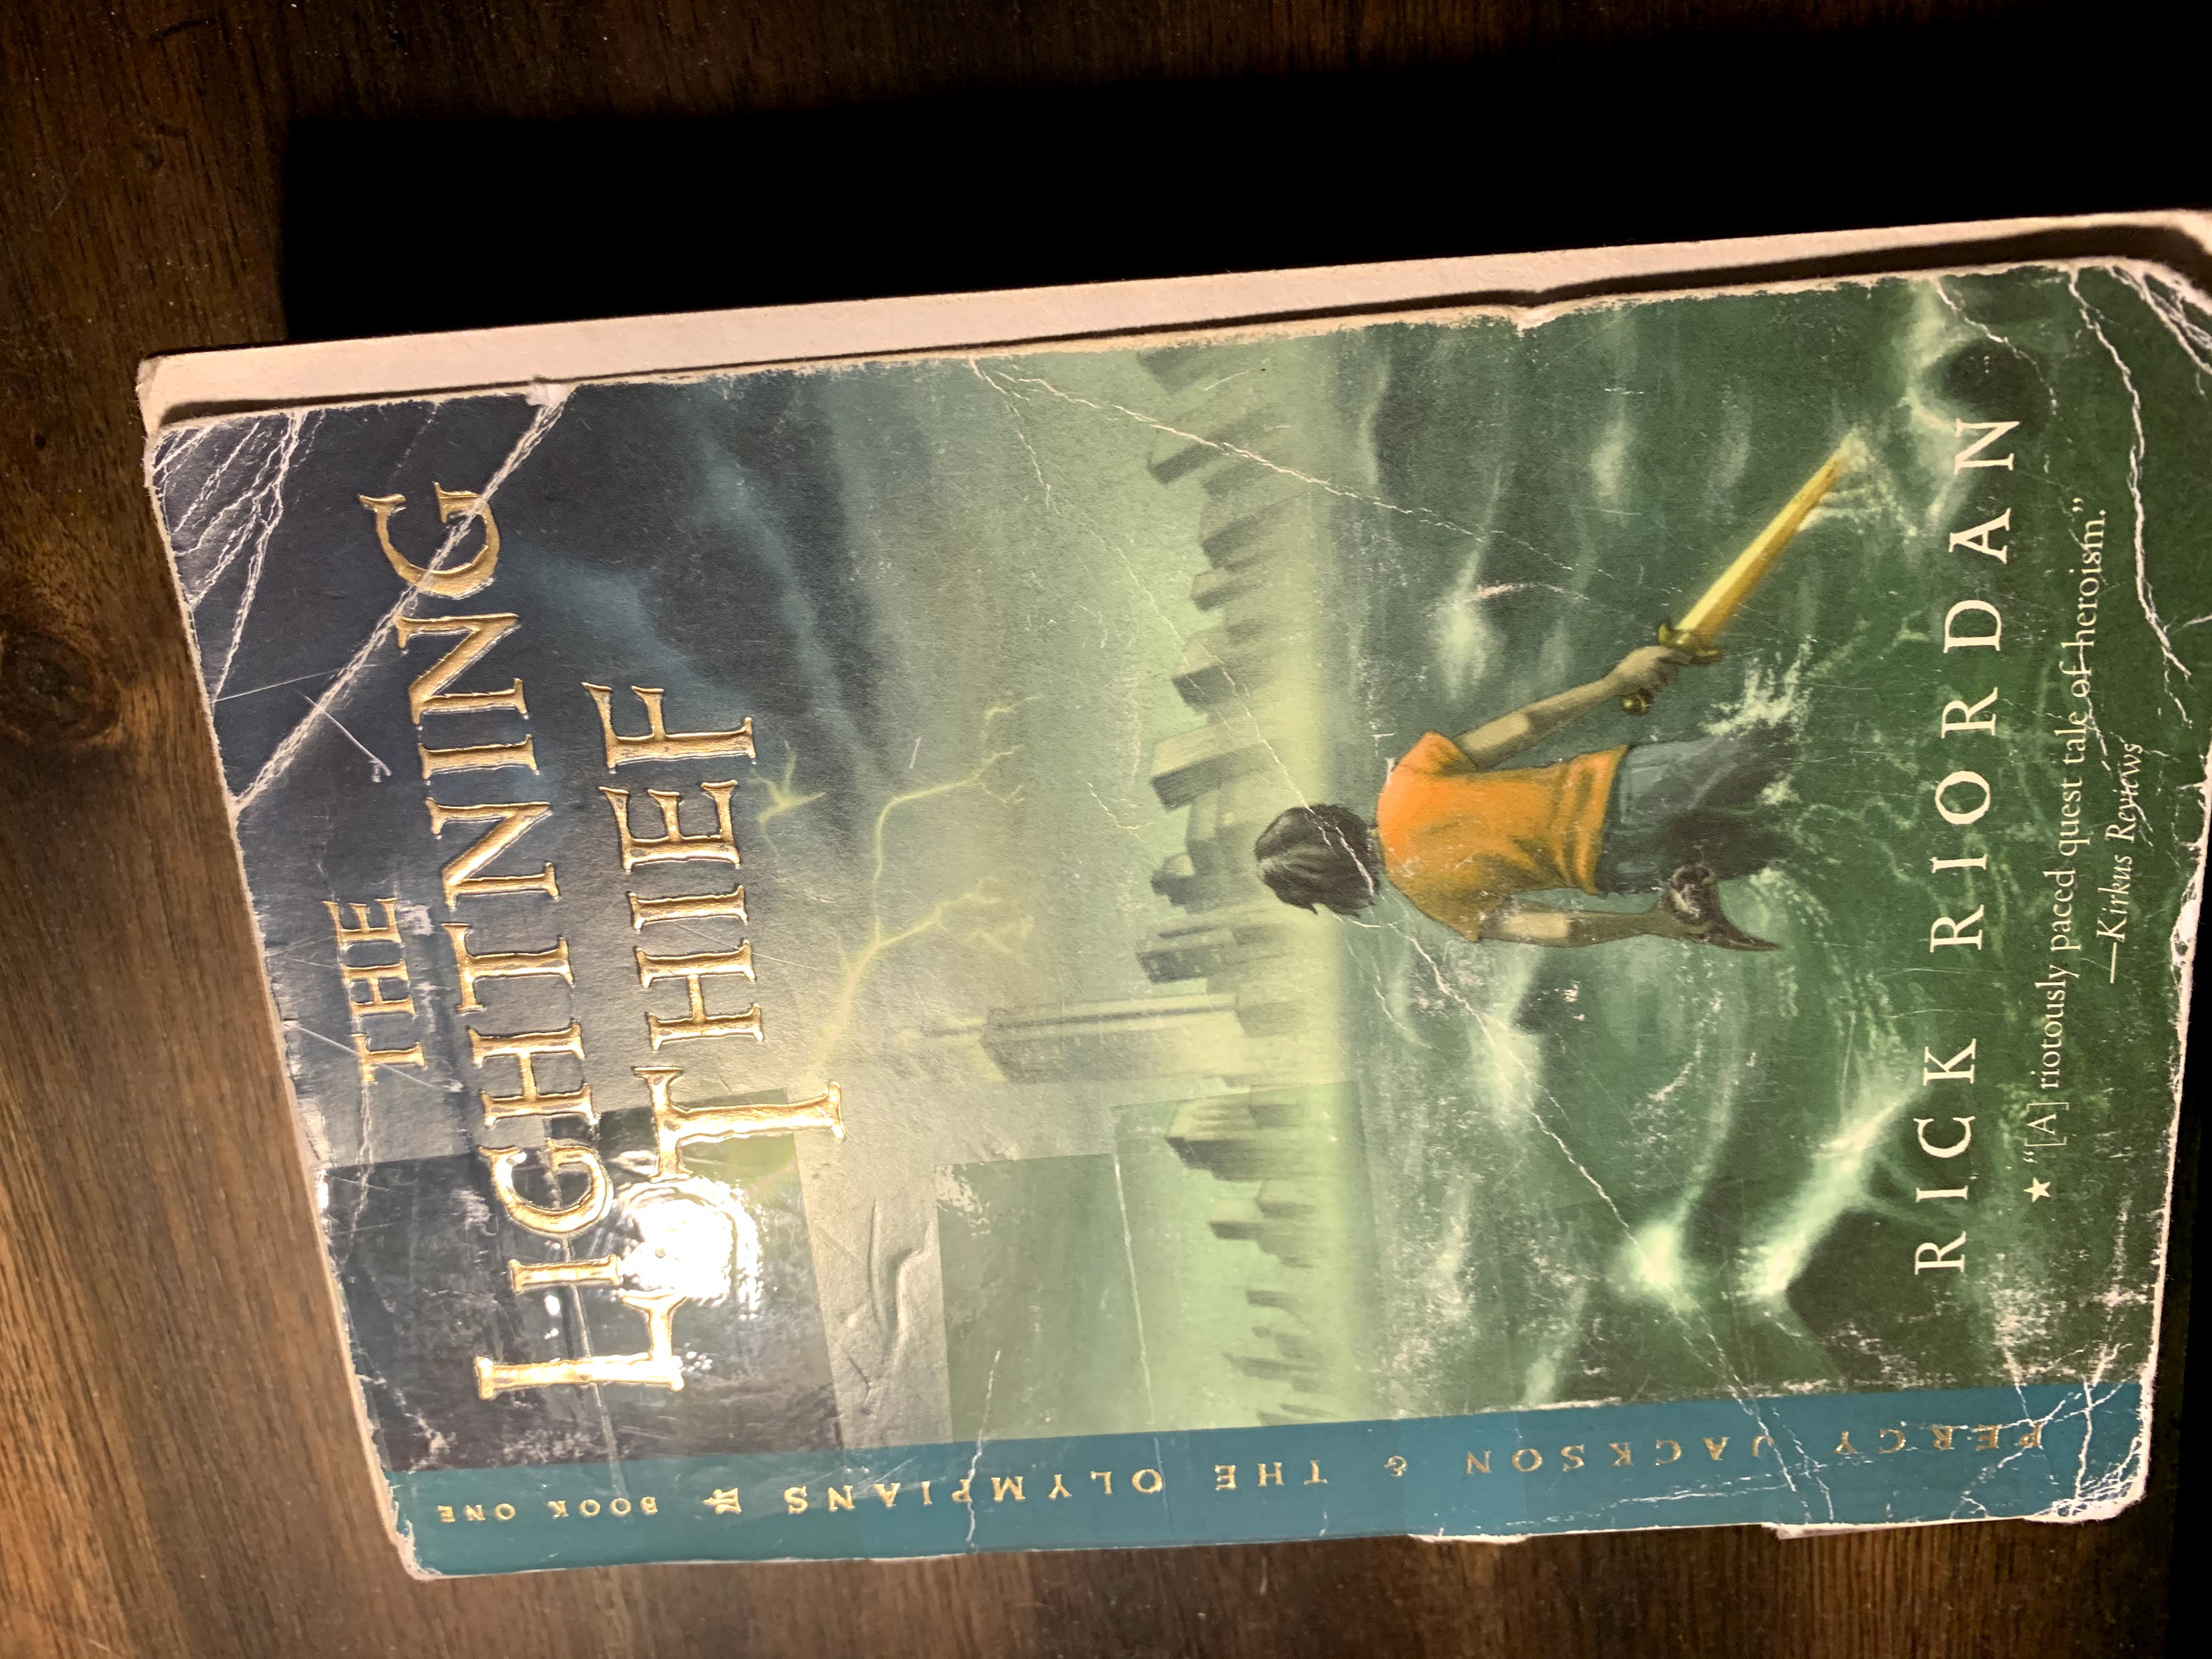 THE
LIGHTNING
THIEF
PERCY JACKSON & THE OLYMPIANS ★ BOOK ONE
RICK RIORDAN
★ “[A] riotously paced quest tale of heroism.”
—Kirkus Reviews